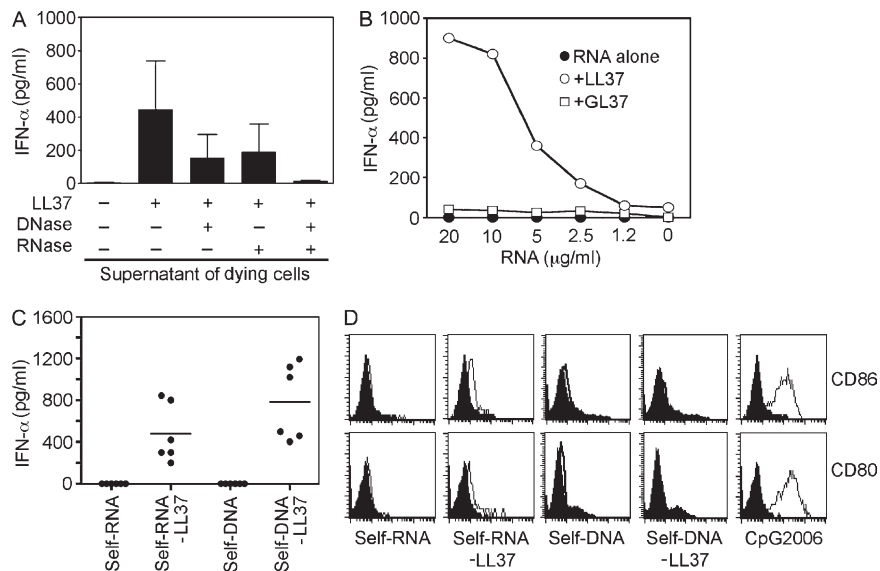 A
IFN-α (pg/ml)
1000
800
600
400
200
0
LL37 – + + + +
DNase – – + – +
RNase – – – + +
Supernatant of dying cells
B
IFN-α (pg/ml)
1000
800
600
400
200
0
RNA alone
+LL37
+GL37
20 10 5 2.5 1.2 0
RNA (μg/ml)
C
IFN-α (pg/ml)
1600
1200
800
400
0
Self-RNA
Self-RNA
-LL37
Self-DNA
Self-DNA
-LL37
D
CD86
CD80
Self-RNA
Self-RNA
-LL37
Self-DNA
Self-DNA
-LL37
CpG2006